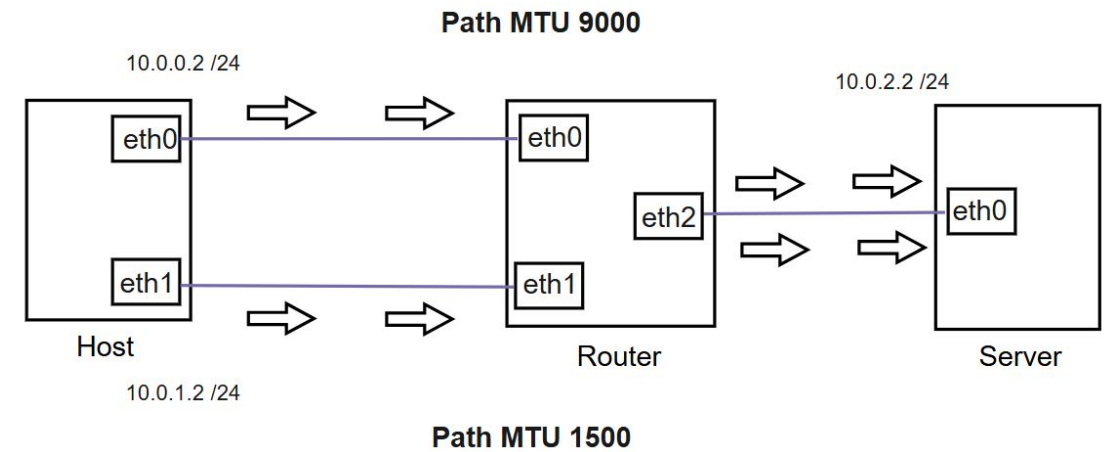 Path MTU 9000
10.0.0.2 /24
10.0.2.2 /24
eth0
eth0
eth2
eth0
eth1
eth1
Host
Router
Server
10.0.1.2 /24
Path MTU 1500